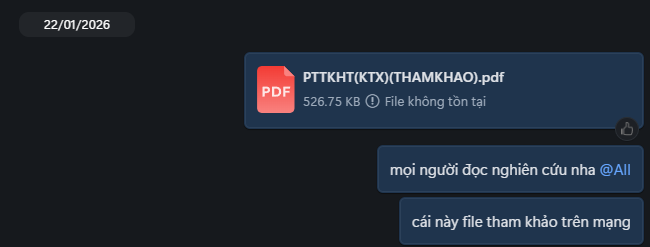 22/01/2026
PDF
PTTKHT(KTX)(THAMKHAO).pdf
526.75 KB File không tồn tại
mọi người đọc nghiên cứu nha @All
cái này file tham khảo trên mạng